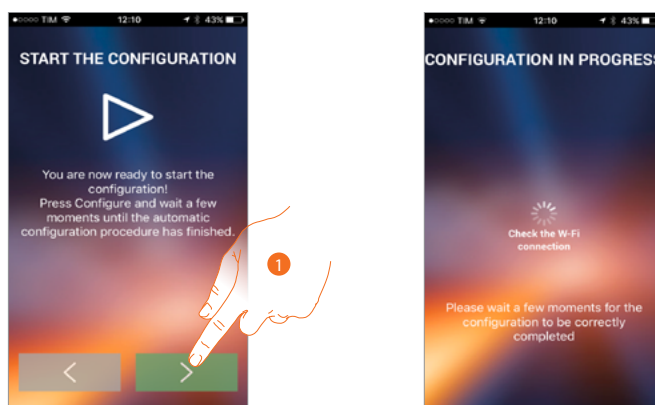 ●○○○○ TIM 12:10 43%
START THE CONFIGURATION
You are now ready to start the
configuration!
Press Configure and wait a few
moments until the automatic
configuration procedure has finished.
<
>
1
●○○○○ TIM 12:10 43%
CONFIGURATION IN PROGRESS
Check the W-Fi
connection
Please wait a few moments for the
configuration to be correctly
completed